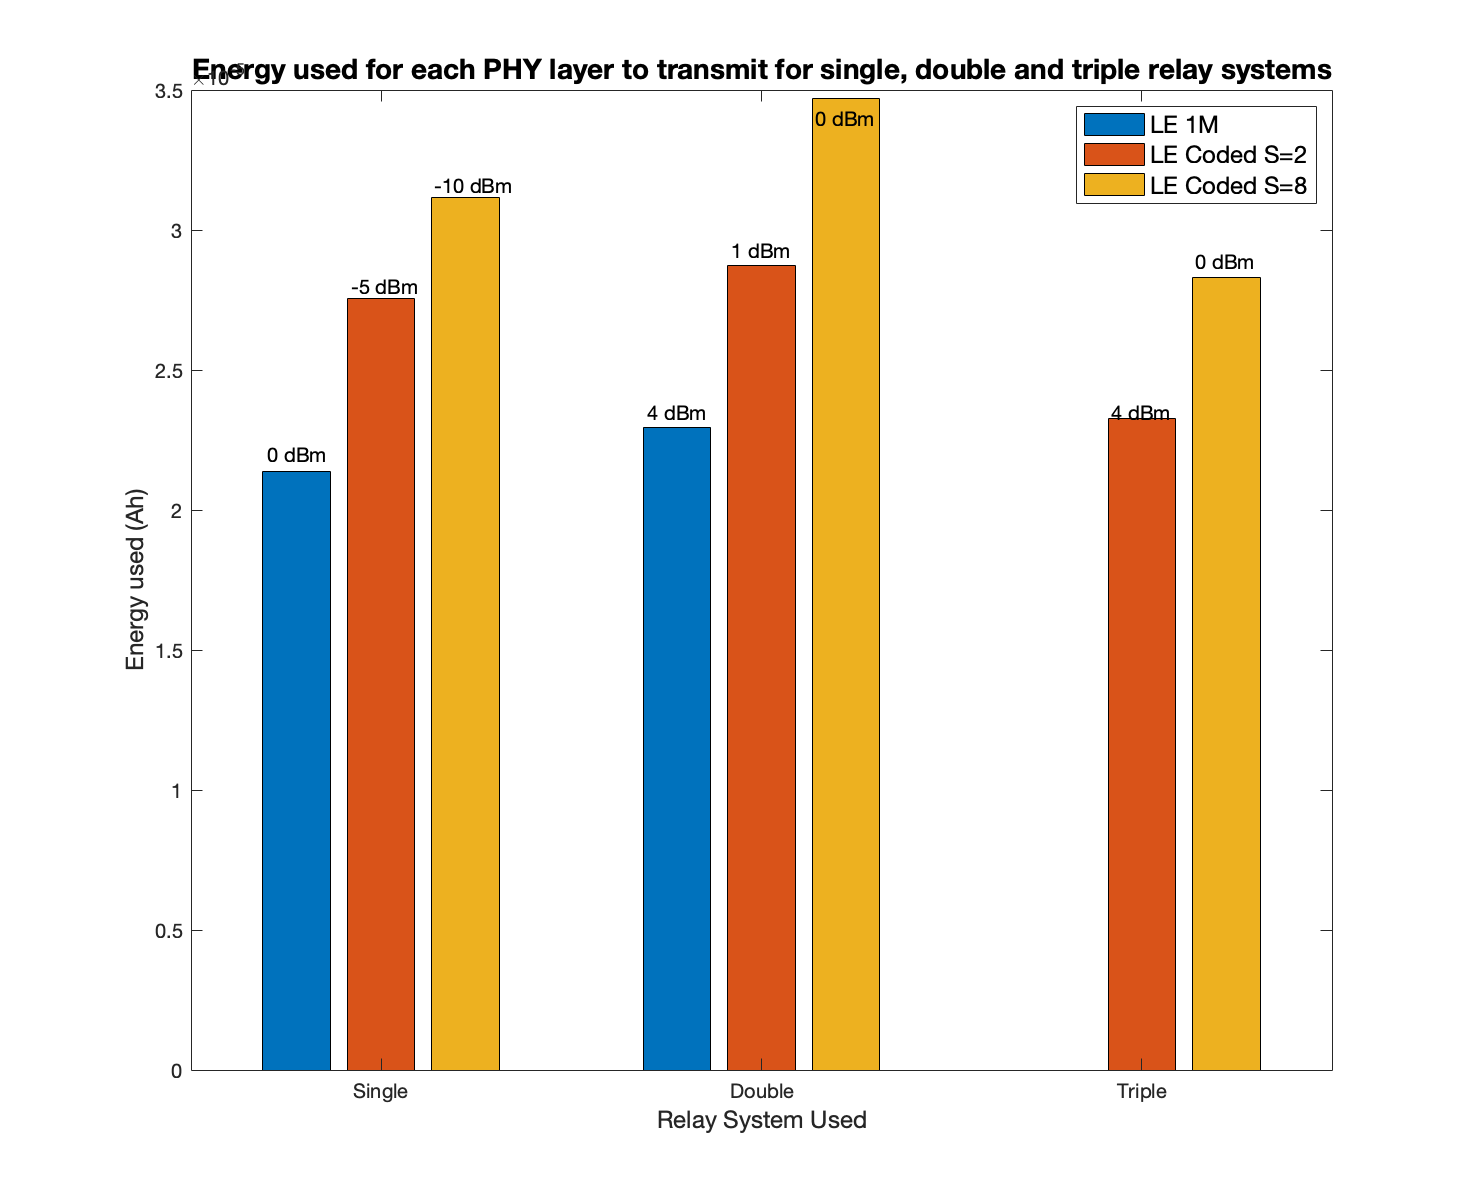 Energy used for each PHY layer to transmit for single, double and triple relay systems
×10-5
3.5
3
2.5
2
1.5
1
0.5
0
Energy used (Ah)
0 dBm
-5 dBm
-10 dBm
4 dBm
1 dBm
0 dBm
4 dBm
0 dBm
LE 1M
LE Coded S=2
LE Coded S=8
Single
Double
Triple
Relay System Used